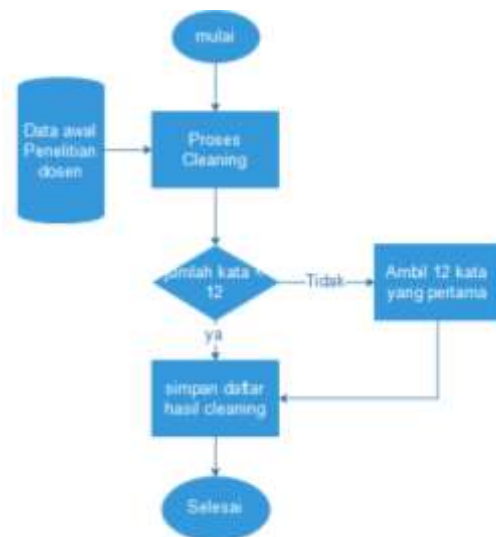 mulai
Data awal
Penelitian
dosen
Proses
Cleaning
jumlah kata <
12
Tidak
Ambil 12 kata
yang pertama
ya
simpan daftar
hasil cleaning
Selesai